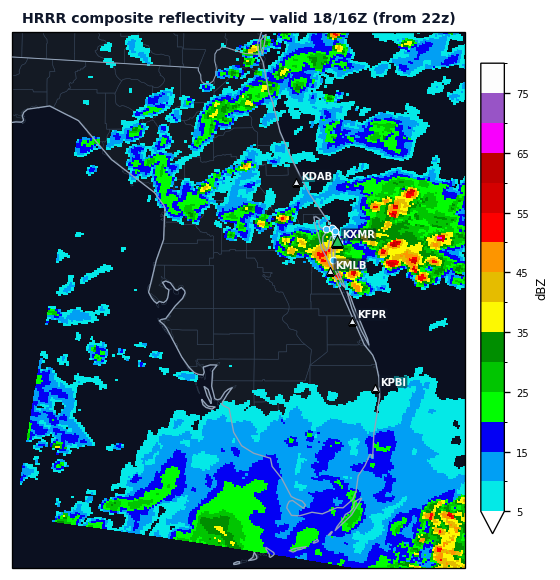 HRRR composite reflectivity — valid 18/16Z (from 22z)
KDAB
KXMR
KMLB
KFPR
KPBI
75
65
55
45
35
25
15
5
dBZ